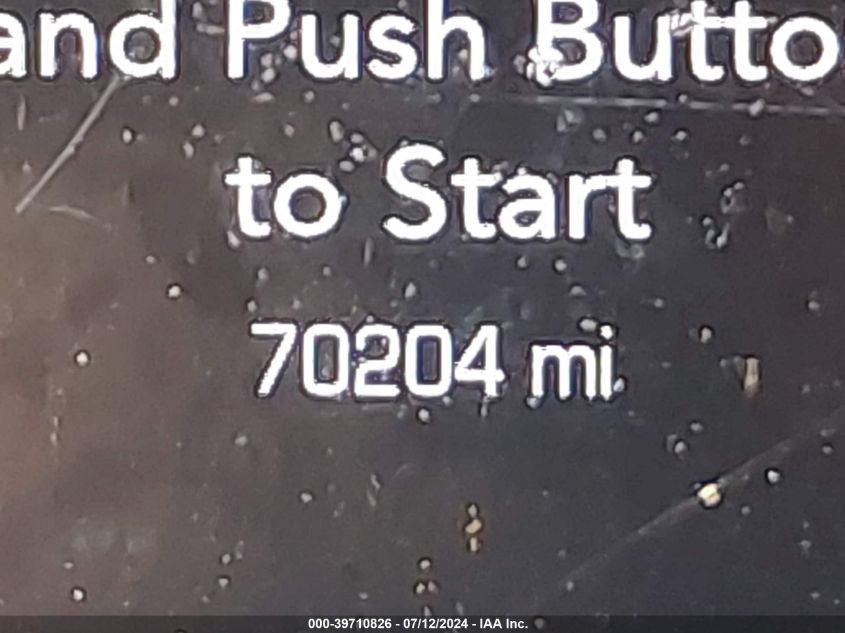 and Push Butto
to Start
70204 mi
000-39710826 - 07/12/2024 - IAA Inc.